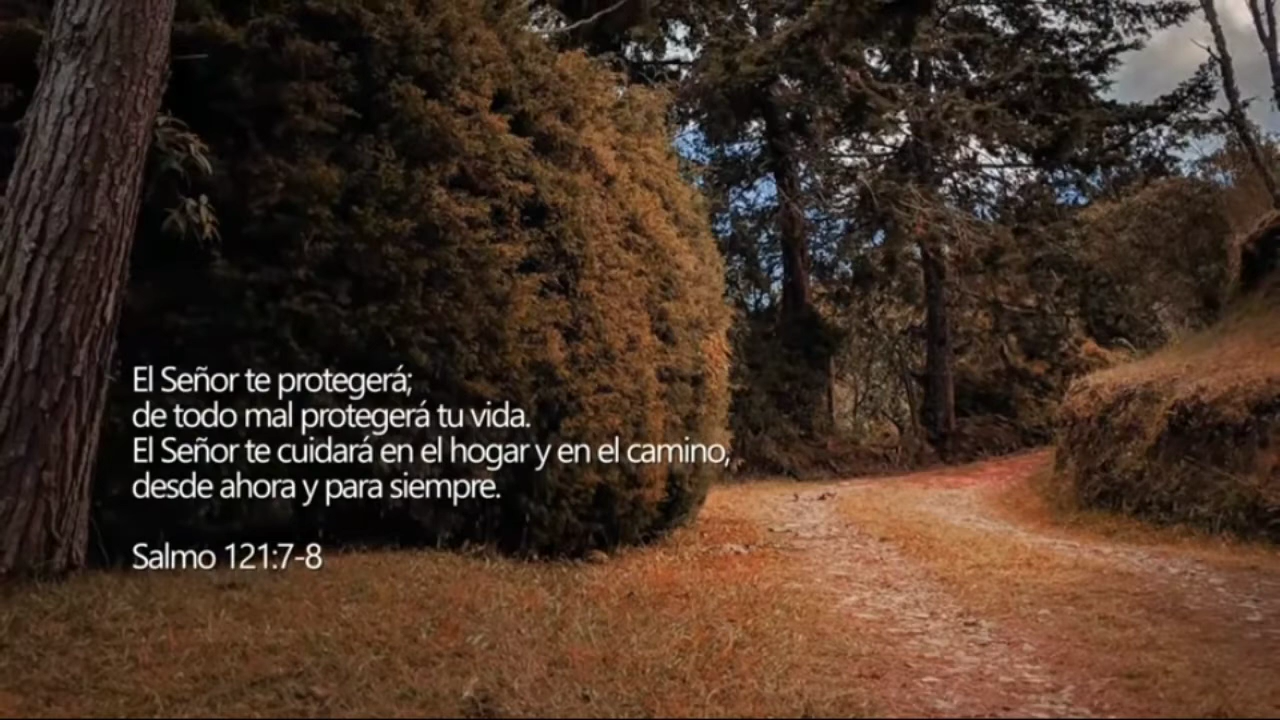 El Señor te protegerá;
de todo mal protegerá tu vida.
El Señor te cuidará en el hogar y en el camino,
desde ahora y para siempre.
Salmo 121:7-8